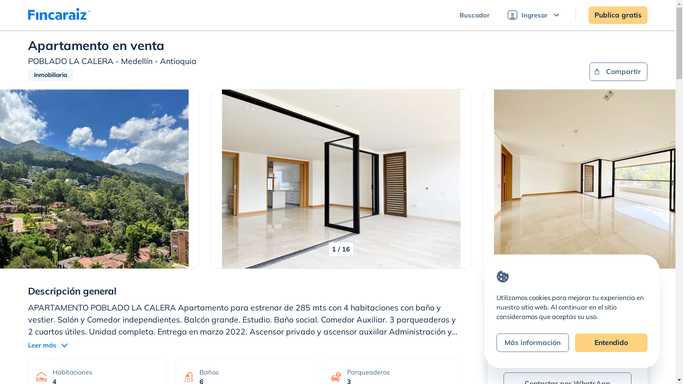 Fincaraiz
Buscador
Ingresar
Publica gratis
Apartamento en venta
POBLADO LA CALERA - Medellín - Antioquia
Inmobiliaria
Compartir
1 / 16
Descripción general
APARTAMENTO POBLADO LA CALERA Apartamento para estrenar de 285 mts con 4 habitaciones con baño y
vestier. Salón y Comedor independientes. Balcón grande. Estudio. Baño social. Comedor Auxiliar. 3 parqueaderos y
2 cuartos útiles. Unidad completa. Entrega en marzo 2022. Ascensor privado y ascensor auxiilar Administración y...
Leer más
Habitaciones
4
Baños
6
Parqueaderos
3
Utilizamos cookies para mejorar tu experiencia en
nuestro sitio web. Al continuar en el sitio
consideramos que aceptas su uso.
Más información
Entendido
Contactar por WhatsApp